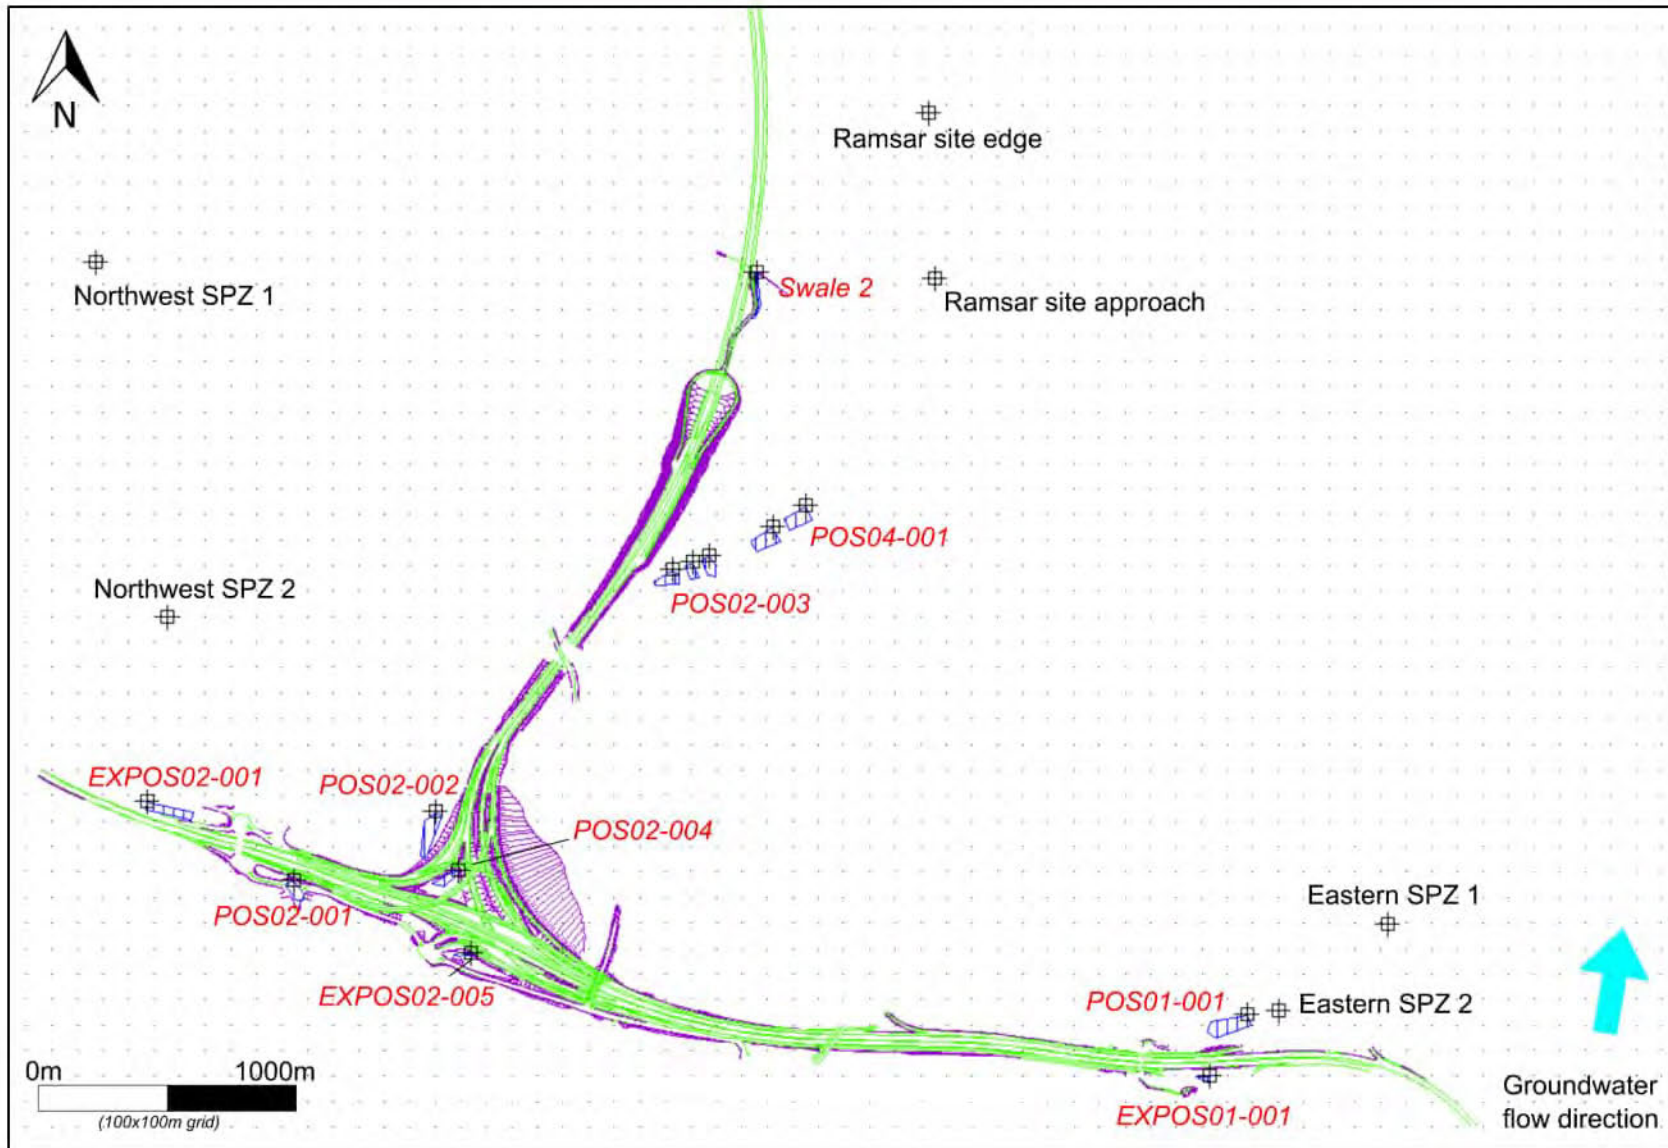 N
Ramsar site edge
Northwest SPZ 1
Swale 2
Ramsar site approach
POS04-001
Northwest SPZ 2
POS02-003
EXPOS02-001
POS02-002
POS02-004
POS02-001
Eastern SPZ 1
EXPOS02-005
POS01-001
Eastern SPZ 2
0m 1000m
(100x100m grid)
EXPOS01-001
Groundwater
flow direction